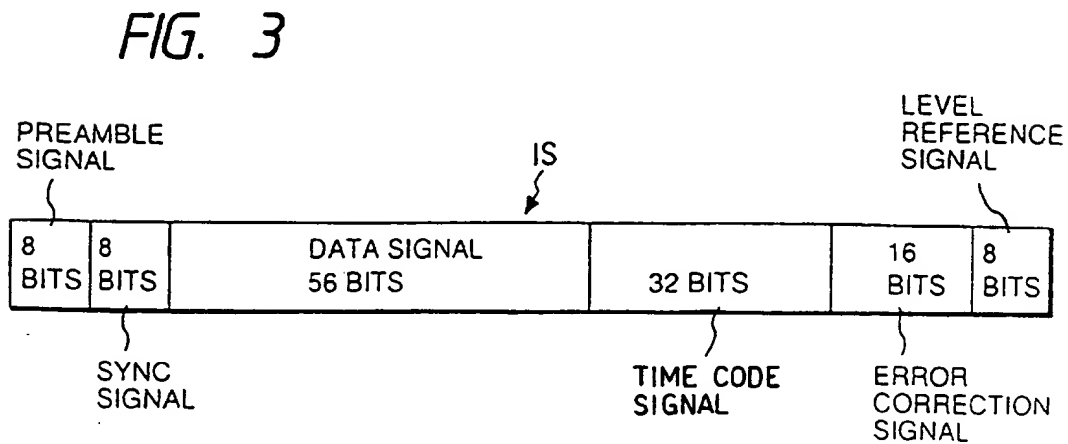 FIG. 3
PREAMBLE
SIGNAL
IS
LEVEL
REFERENCE
SIGNAL
8
BITS
8
BITS
DATA SIGNAL
56 BITS
32 BITS
16
BITS
8
BITS
SYNC
SIGNAL
TIME CODE
SIGNAL
ERROR
CORRECTION
SIGNAL